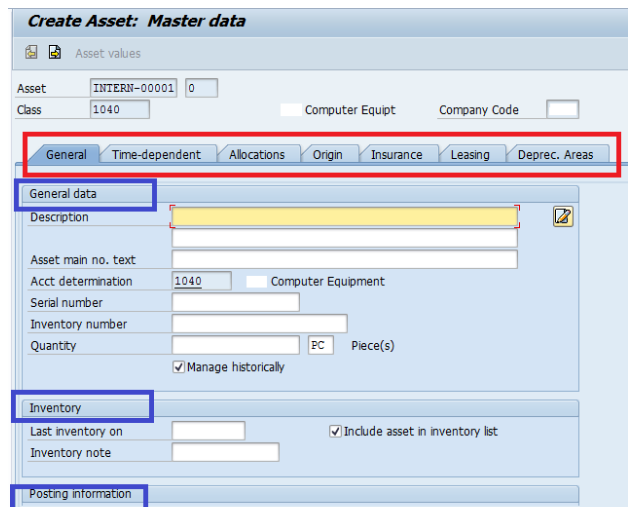 Create Asset: Master data
Asset values
Asset INTERN-00001 0
Class 1040 Computer Equipt Company Code
General Time-dependent Allocations Origin Insurance Leasing Deprec. Areas
General data
Description
Asset main no. text
Acct determination 1040 Computer Equipment
Serial number
Inventory number
Quantity PC Piece(s)
Manage historically
Inventory
Last inventory on Include asset in inventory list
Inventory note
Posting information